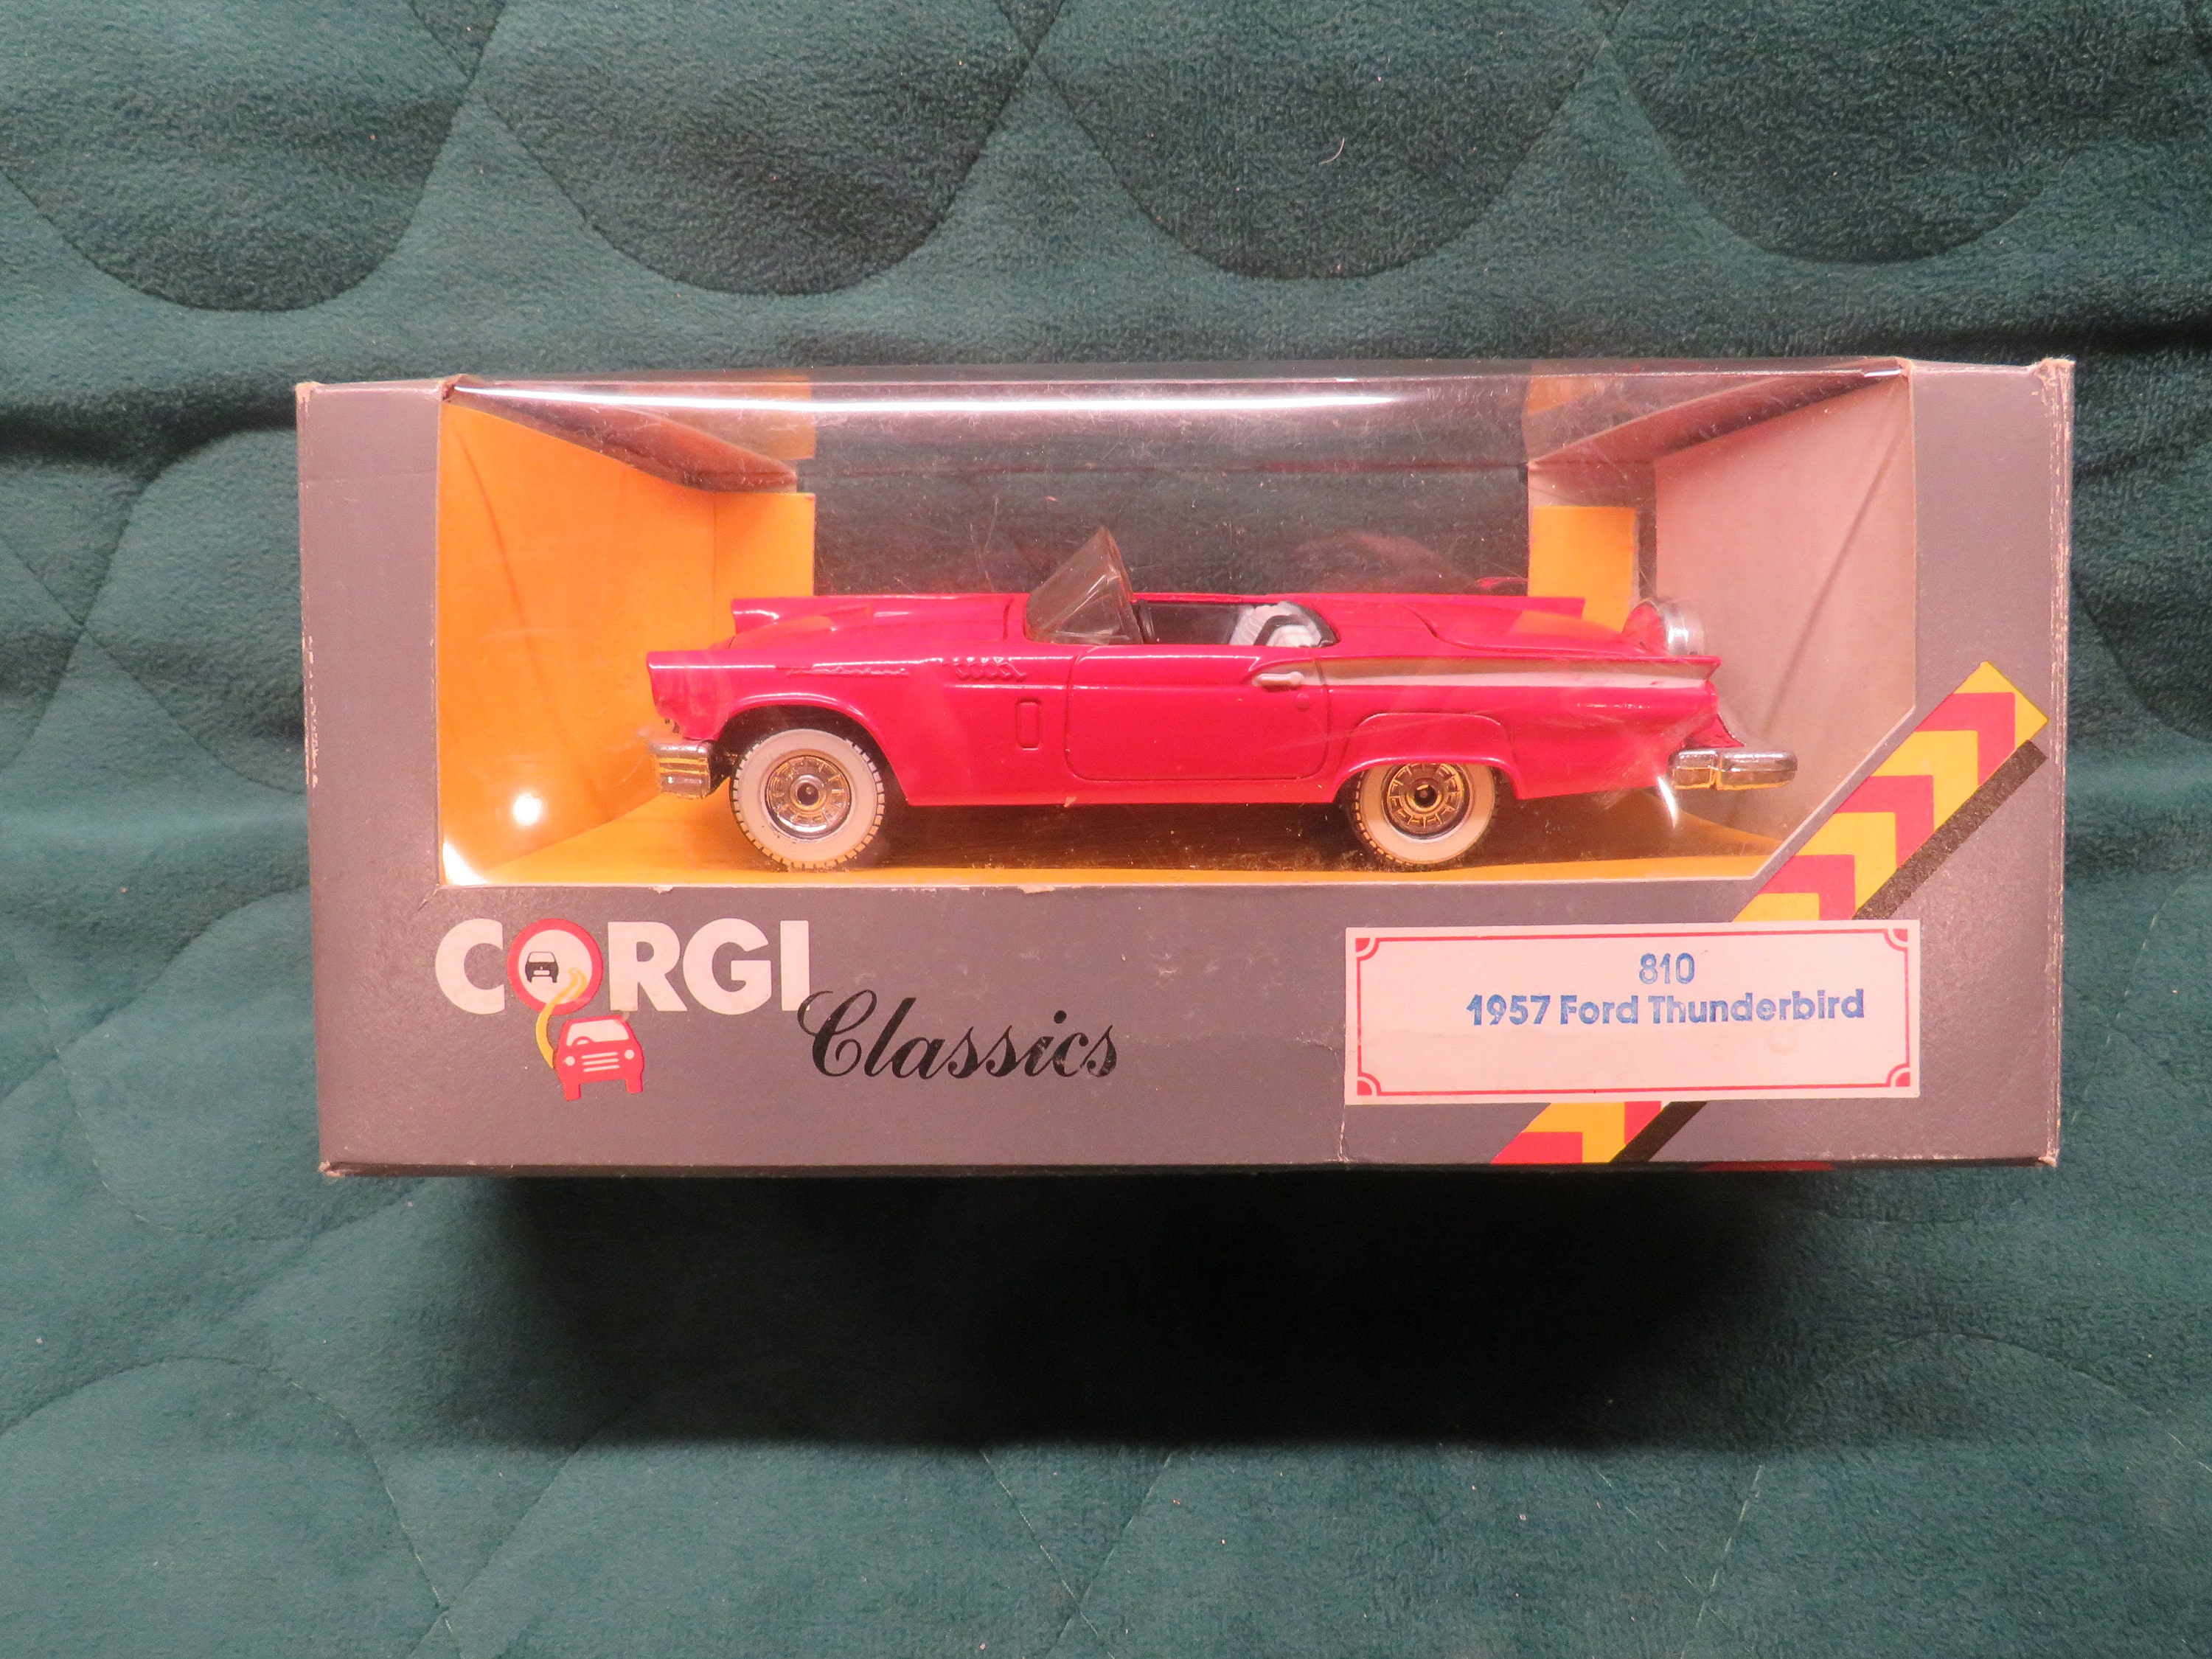 CORGI
Classics
810
1957 Ford Thunderbird